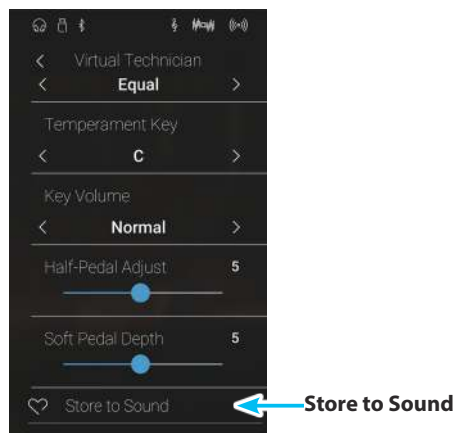 Virtual Technician
Equal
Temperament Key
C
Key Volume
Normal
Half-Pedal Adjust 5
Soft Pedal Depth 5
Store to Sound
Store to Sound